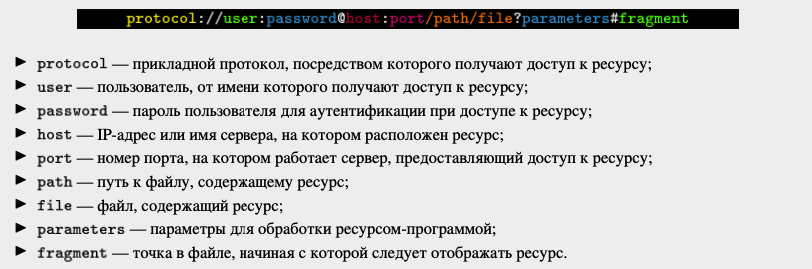 protocol://user:password@host:port/path/file?parameters#fragment
► protocol — прикладной протокол, посредством которого получают доступ к ресурсу;
► user — пользователь, от имени которого получают доступ к ресурсу;
► password — пароль пользователя для аутентификации при доступе к ресурсу;
► host — IP-адрес или имя сервера, на котором расположен ресурс;
► port — номер порта, на котором работает сервер, предоставляющий доступ к ресурсу;
► path — путь к файлу, содержащему ресурс;
► file — файл, содержащий ресурс;
► parameters — параметры для обработки ресурсом-программой;
► fragment — точка в файле, начиная с которой следует отображать ресурс.